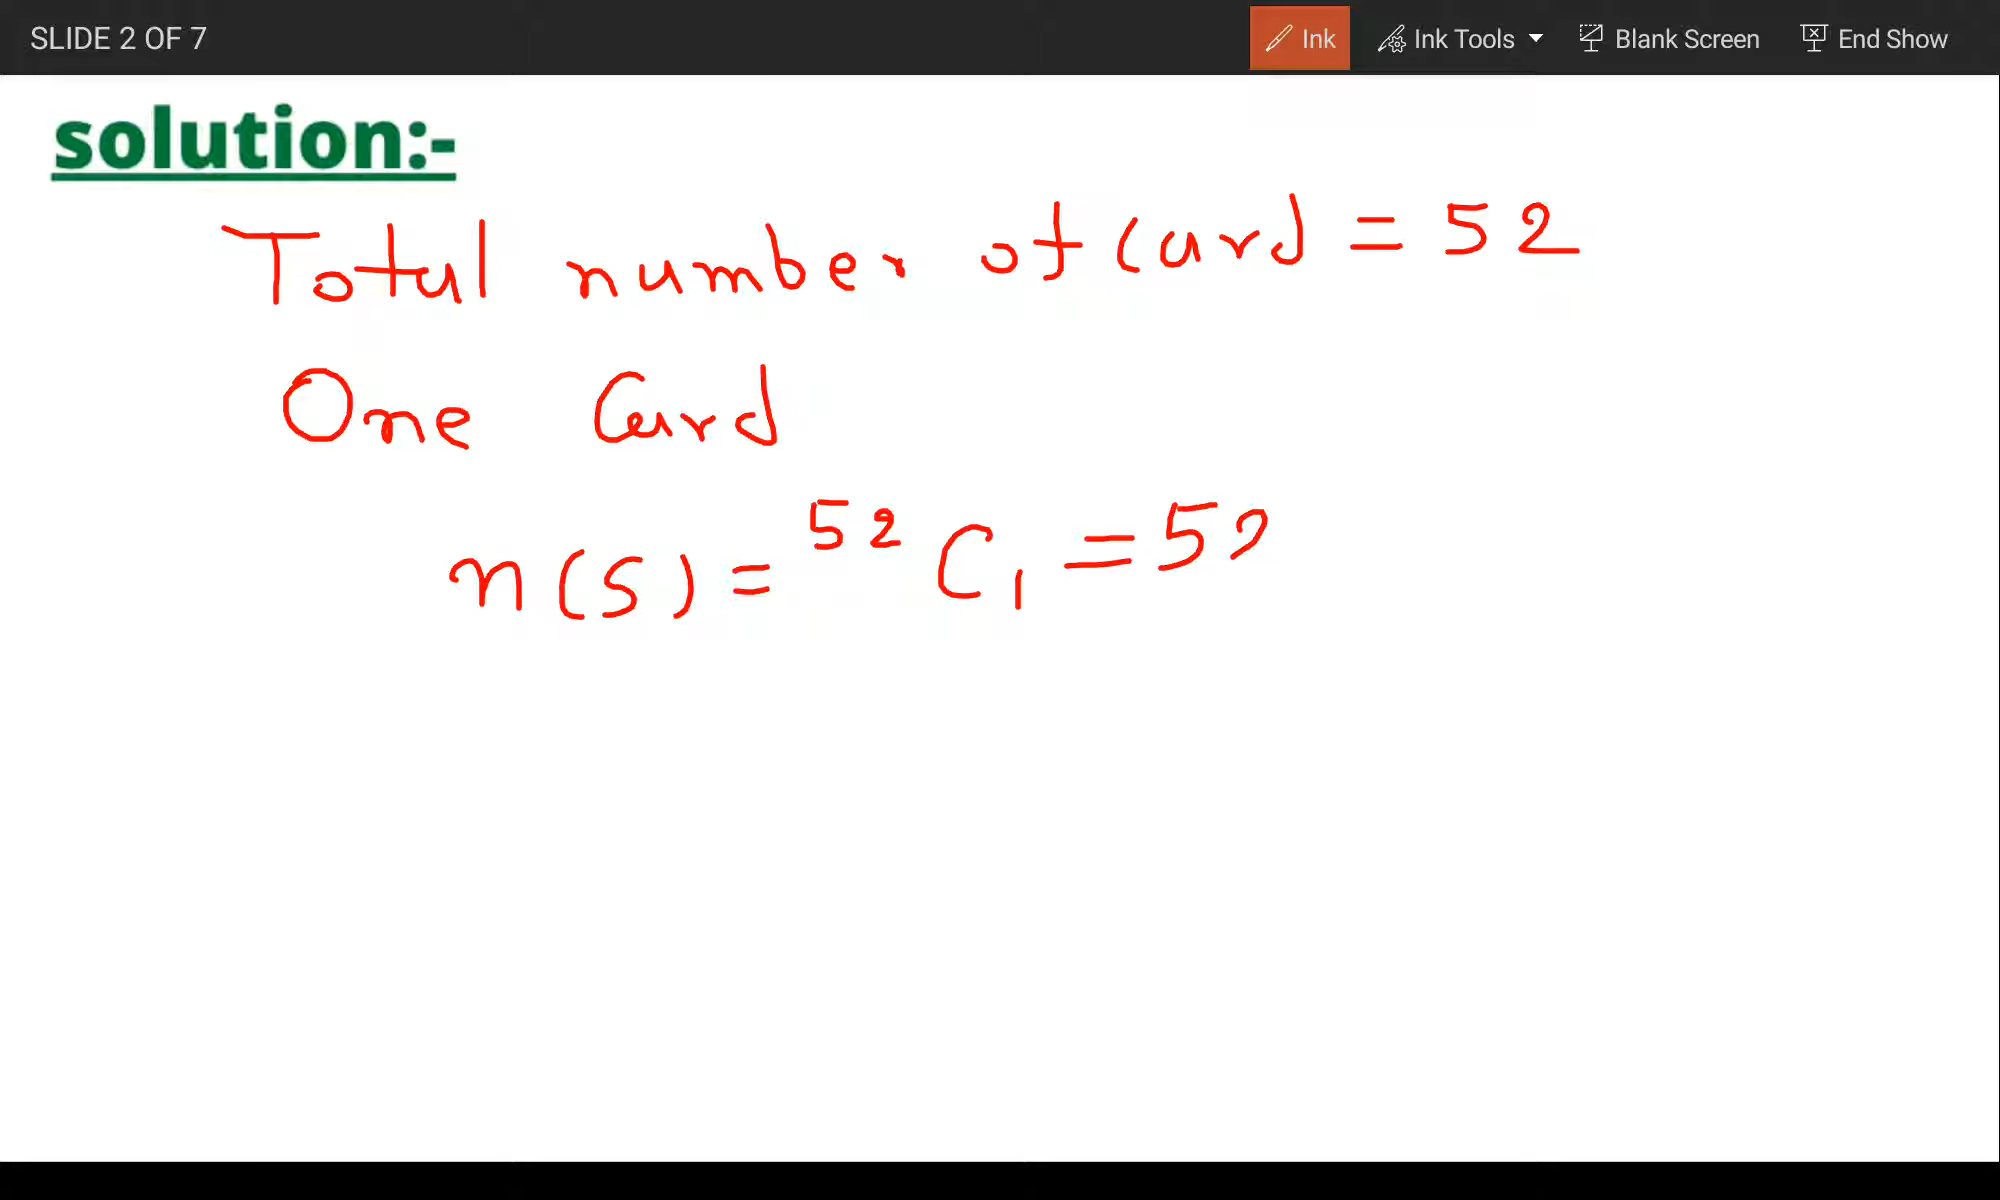 SLIDE 2 OF 7 Ink Ink Tools Blank Screen End Show
solution:-
Total number of Card = 52
One Card
n(S) = ⁵²C₁ = 52